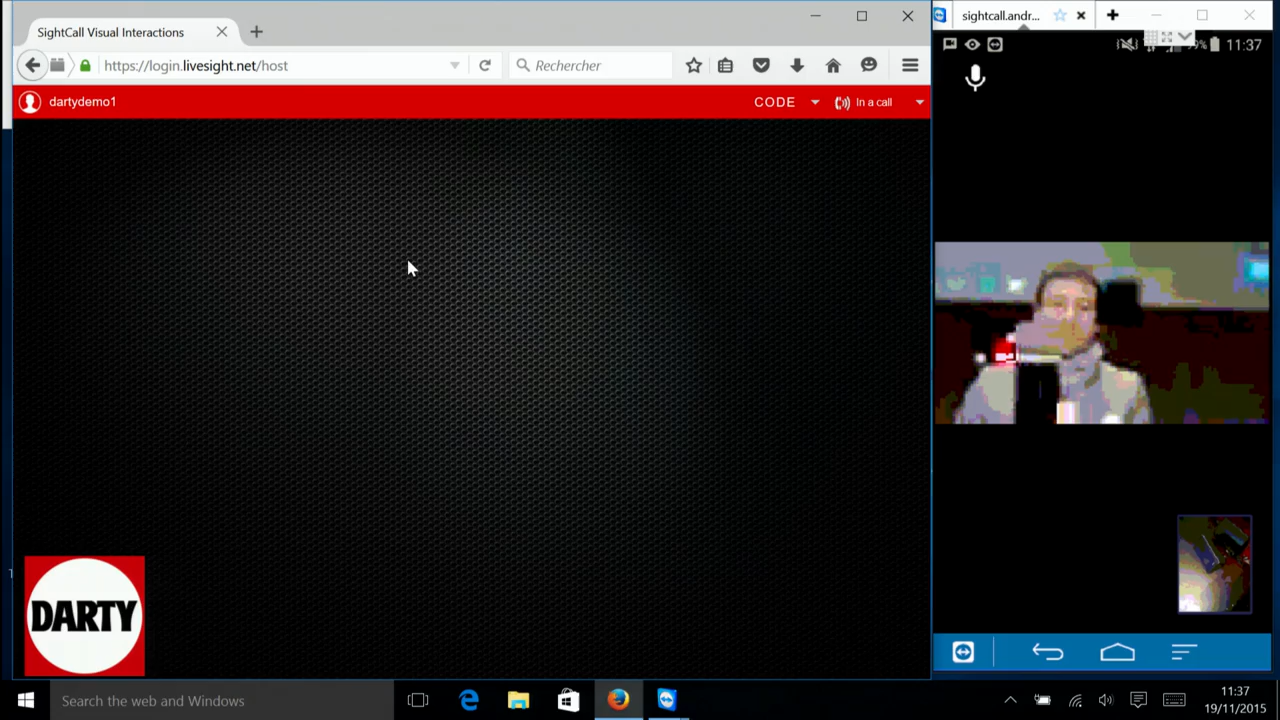 SightCall Visual Interactions
https://login.livesight.net/host
Rechercher
dartydemo1
CODE
In a call
DARTY
sightcall.andr...
11:37
Search the web and Windows
11:37
19/11/2015